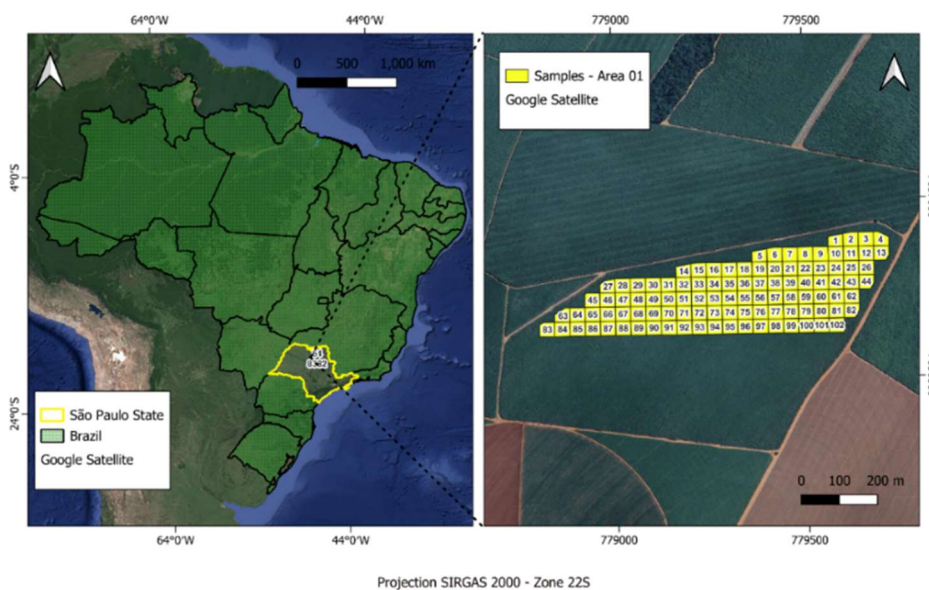 64°0'W 44°0'W 779000 779500
0 500 1,000 km
Samples - Area 01
Google Satellite
4°0'S
24°0'S
1 2 3 4
5 6 7 8 9 10 11 12 13
14 15 16 17 18 19 20 21 22 23 24 25 26
27 28 29 30 31 32 33 34 35 36 37 38 39 40 41 42 43 44
45 46 47 48 49 50 51 52 53 54 55 56 57 58 59 60 61 62
63 64 65 66 67 68 69 70 71 72 73 74 75 76 77 78 79 80 81 82
83 84 85 86 87 88 89 90 91 92 93 94 95 96 97 98 99 100 101 102
São Paulo State
Brazil
Google Satellite
0 100 200 m
64°0'W 44°0'W 779000 779500
Projection SIRGAS 2000 - Zone 22S